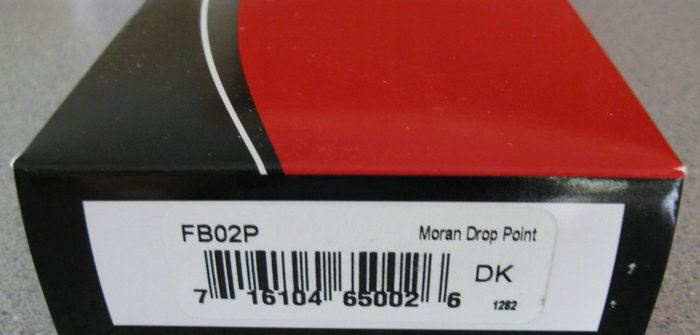 FB02P Moran Drop Point
DK
7 16104 65002 6
1282